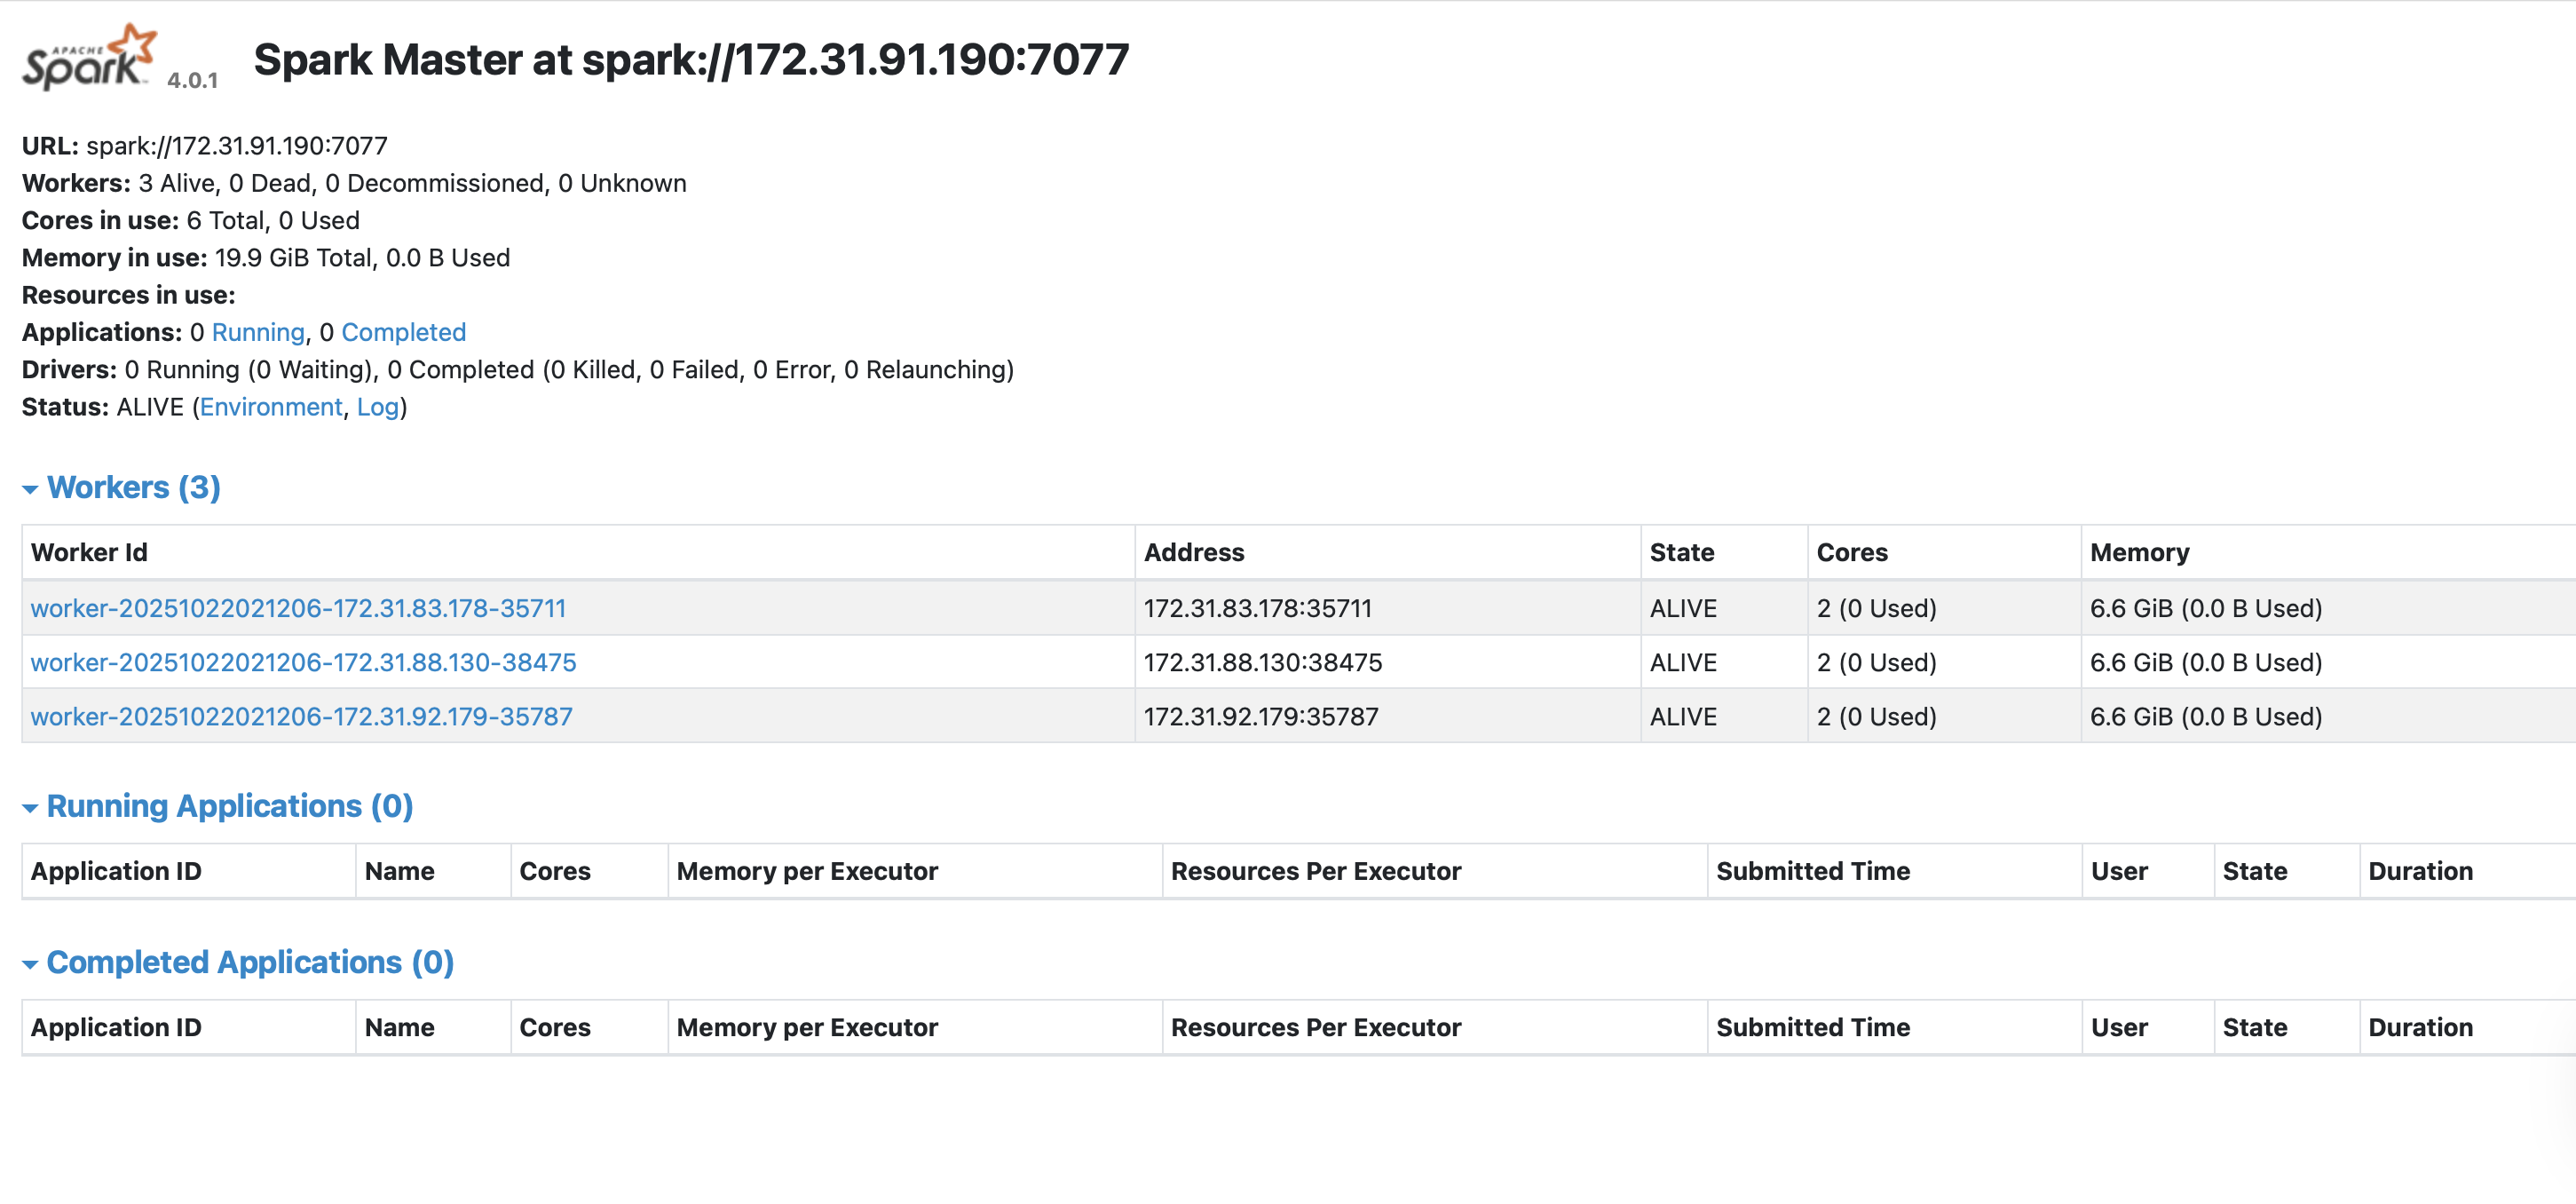 APACHE
Spark™ 4.0.1 Spark Master at spark://172.31.91.190:7077
URL: spark://172.31.91.190:7077
Workers: 3 Alive, 0 Dead, 0 Decommissioned, 0 Unknown
Cores in use: 6 Total, 0 Used
Memory in use: 19.9 GiB Total, 0.0 B Used
Resources in use:
Applications: 0 Running, 0 Completed
Drivers: 0 Running (0 Waiting), 0 Completed (0 Killed, 0 Failed, 0 Error, 0 Relaunching)
Status: ALIVE (Environment, Log)
Workers (3)
Worker Id Address State Cores Memory
worker-20251022021206-172.31.83.178-35711 172.31.83.178:35711 ALIVE 2 (0 Used) 6.6 GiB (0.0 B Used)
worker-20251022021206-172.31.88.130-38475 172.31.88.130:38475 ALIVE 2 (0 Used) 6.6 GiB (0.0 B Used)
worker-20251022021206-172.31.92.179-35787 172.31.92.179:35787 ALIVE 2 (0 Used) 6.6 GiB (0.0 B Used)
Running Applications (0)
Application ID Name Cores Memory per Executor Resources Per Executor Submitted Time User State Duration
Completed Applications (0)
Application ID Name Cores Memory per Executor Resources Per Executor Submitted Time User State Duration